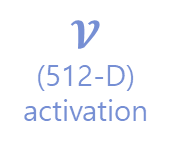 𝝂
(512-D)
activation